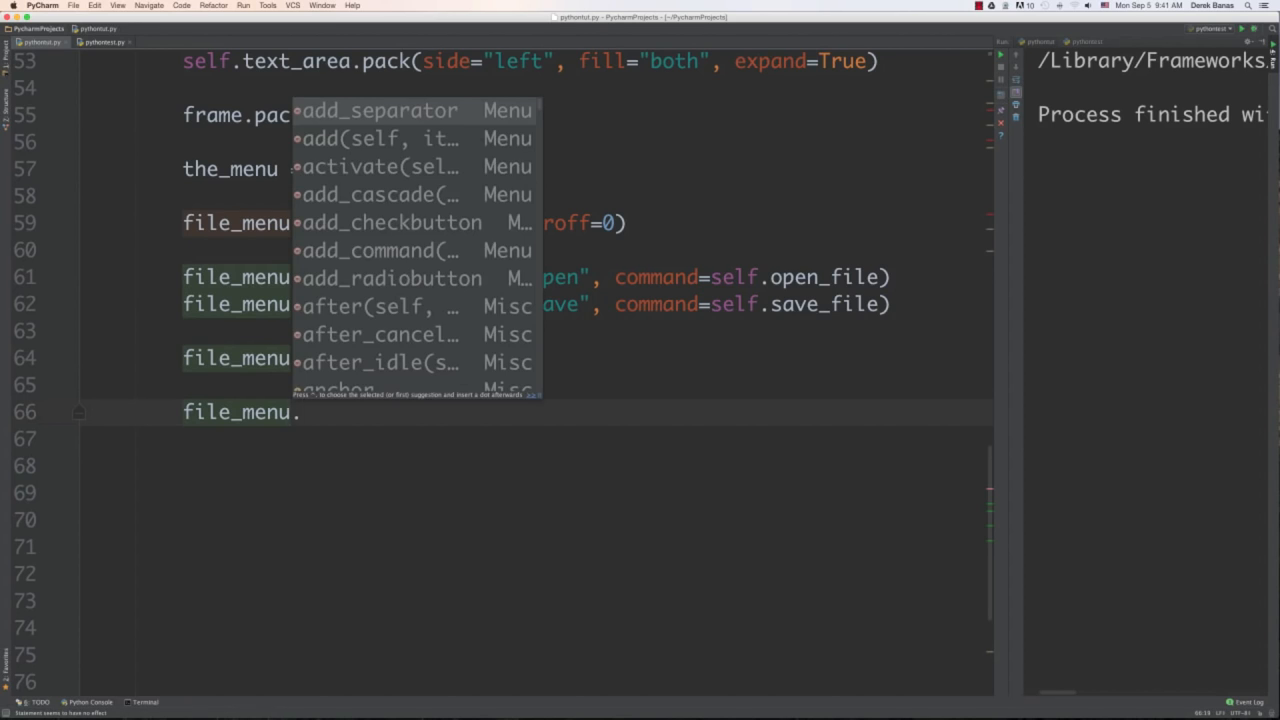 PyCharm File Edit View Navigate Code Refactor Run Tools VCS Window Help 10 Mon Sep 5 9:41 AM Derek Banas
pythontut.py - PycharmProjects - [~/PycharmProjects]
PycharmProjects pythontut.py pythontest
pythontut.py pythontest.py Run: pythontut pythontest
53 self.text_area.pack(side="left", fill="both", expand=True)
54
55 frame.pac
56
57 the_menu =
58
59 file_menu roff=0)
60
61 file_menu pen", command=self.open_file)
62 file_menu ave", command=self.save_file)
63
64 file_menu
65
66 file_menu.
67
68
69
70
71
72
73
74
75
76
add_separator Menu
add(self, it… Menu
activate(sel… Menu
add_cascade(… Menu
add_checkbutton M…
add_command(… Menu
add_radiobutton M…
after(self, … Misc
after_cancel… Misc
after_idle(s… Misc
anchor Misc
Press ^. to choose the selected (or first) suggestion and insert a dot afterwards >>
/Library/Frameworks
Process finished wi
1: Project
Z: Structure
2: Favorites
6: TODO Python Console Terminal Event Log
Statement seems to have no effect 66:19 LF÷ UTF-8÷